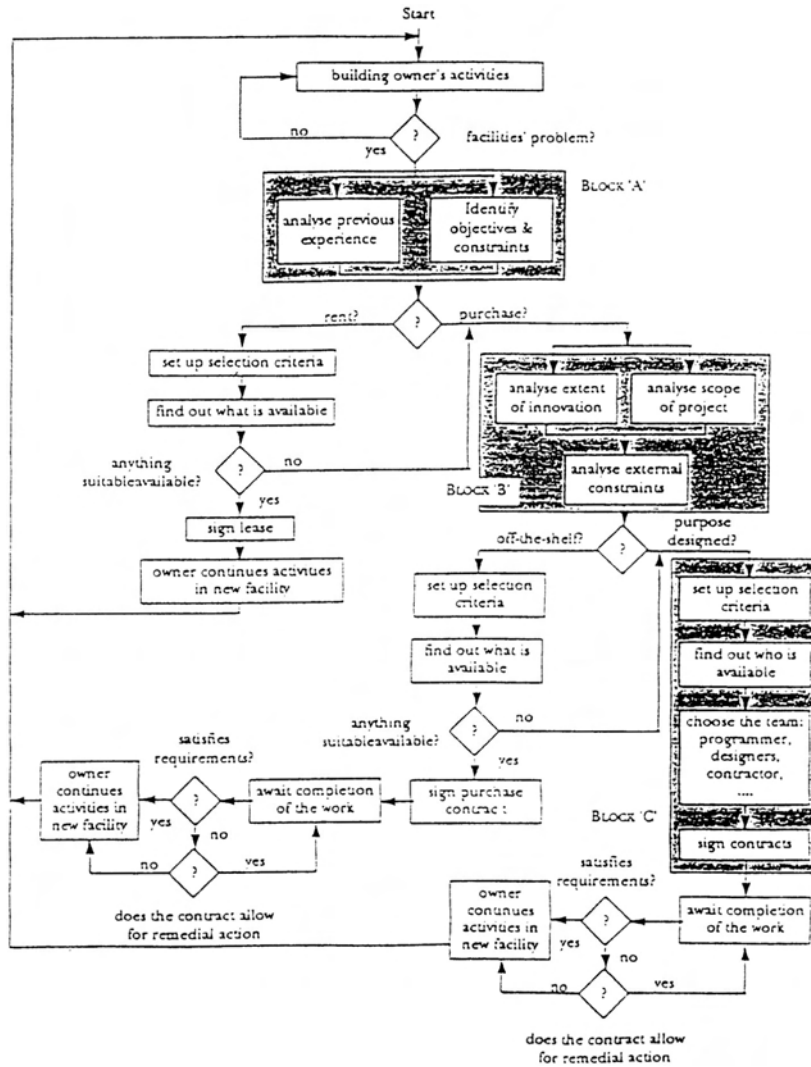 Start
building owner's activities
no
?
facilities' problem?
yes
BLOCK 'A'
analyse previous
experience
Identify
objectives &
constraints
rent?
?
purchase?
set up selection criteria
find out what is available
anything
suitableavailable?
?
no
yes
sign lease
owner continues activities
in new facility
analyse extent
of innovation
analyse scope
of project
analyse external
constraints
BLOCK 'B'
off-the-shelf?
?
purpose
designed?
set up selection
criteria
find out what is
available
anything
suitableavailable?
?
no
yes
sign purchase
contract
set up selection
criteria
find out who is
available
choose the team:
programmer,
designers,
contractor,
....
BLOCK 'C'
sign contracts
satisfies
requirements?
owner
continues
activities in
new facility
?
yes
await completion
of the work
no
no
?
yes
does the contract allow
for remedial action
satisfies
requirements?
owner
continues
activities in
new facility
?
yes
await completion
of the work
no
no
?
yes
does the contract allow
for remedial action